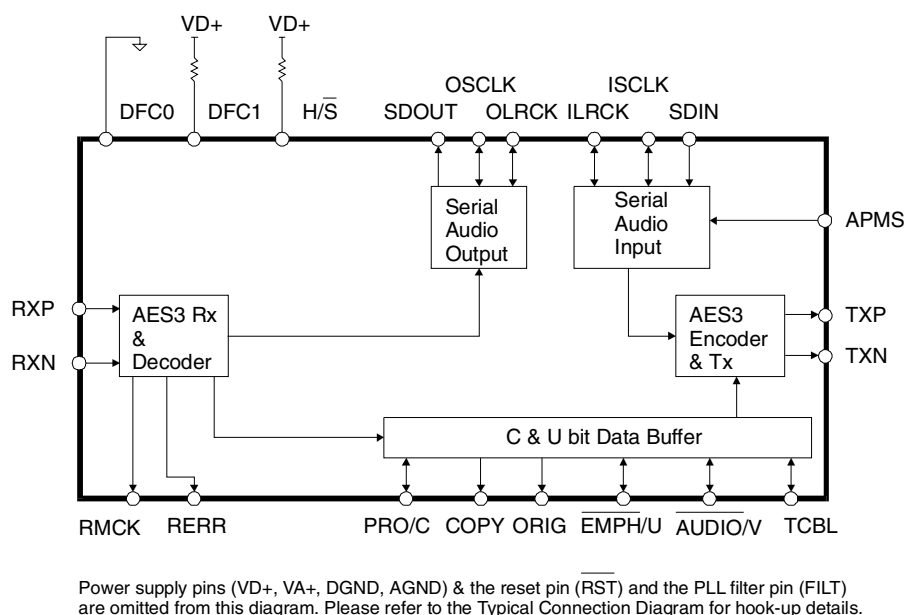 VD+ VD+
DFC0 DFC1 H/S̅
OSCLK ISCLK
SDOUT OLRCK ILRCK SDIN
Serial
Audio
Output
Serial
Audio
Input
APMS
RXP
RXN
AES3 Rx
&
Decoder
AES3
Encoder
& Tx
TXP
TXN
C & U bit Data Buffer
RMCK RERR PRO/C COPY ORIG E̅M̅P̅H̅/U A̅U̅D̅I̅O̅/V TCBL
Power supply pins (VD+, VA+, DGND, AGND) & the reset pin (R̅S̅T̅) and the PLL filter pin (FILT)
are omitted from this diagram. Please refer to the Typical Connection Diagram for hook-up details.